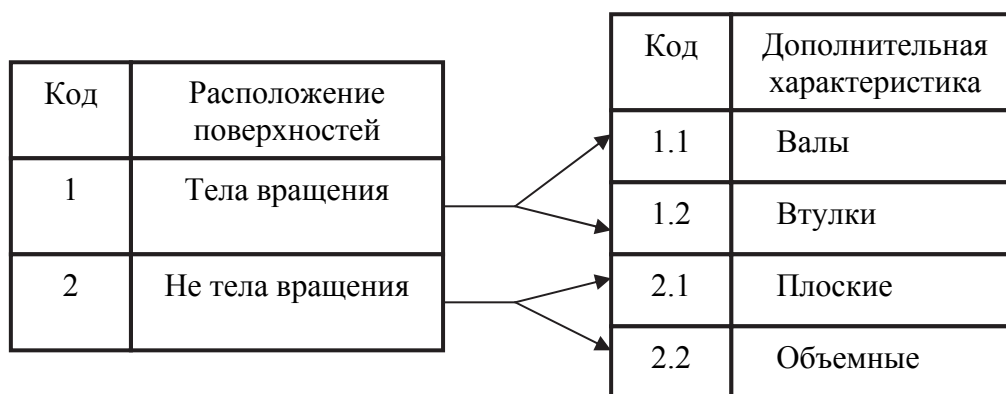 Код
Расположение
поверхностей
1
Тела вращения
2
Не тела вращения
Код
Дополнительная
характеристика
1.1
Валы
1.2
Втулки
2.1
Плоские
2.2
Объемные